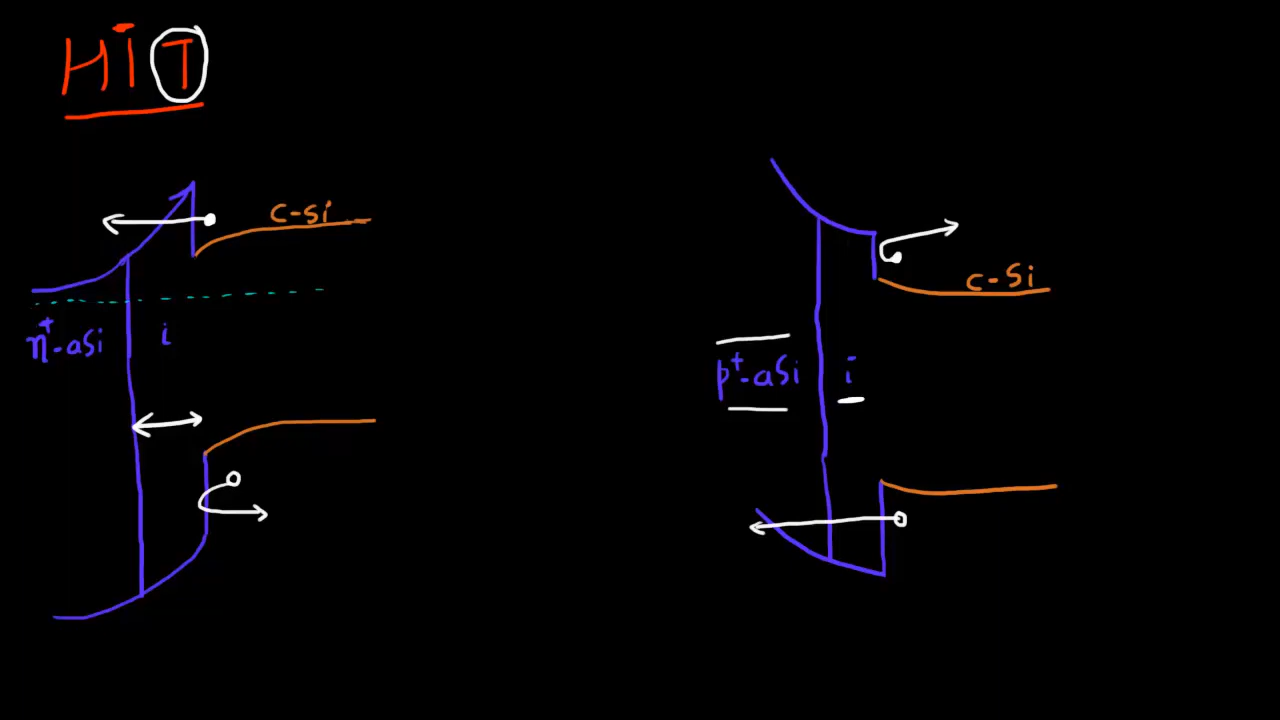 HiT
c-si
c-Si
η⁺-aSi i
p⁺-aSi i